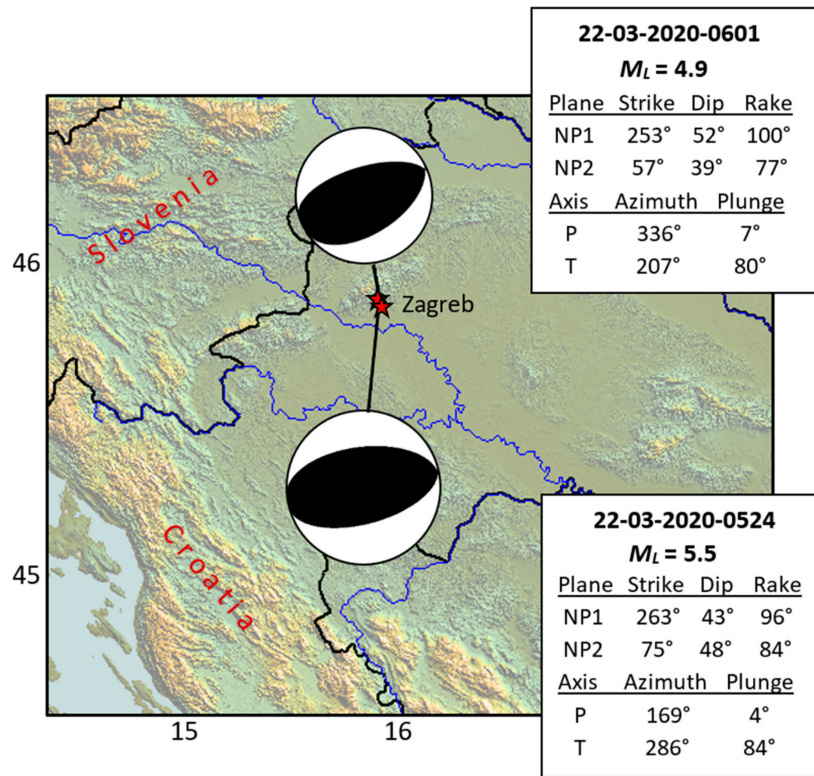 22-03-2020-0601
ML = 4.9
Plane Strike Dip Rake
NP1 253° 52° 100°
NP2 57° 39° 77°
Axis Azimuth Plunge
P 336° 7°
T 207° 80°
Slovenia
46
Zagreb
Croatia
45
15 16
22-03-2020-0524
ML = 5.5
Plane Strike Dip Rake
NP1 263° 43° 96°
NP2 75° 48° 84°
Axis Azimuth Plunge
P 169° 4°
T 286° 84°